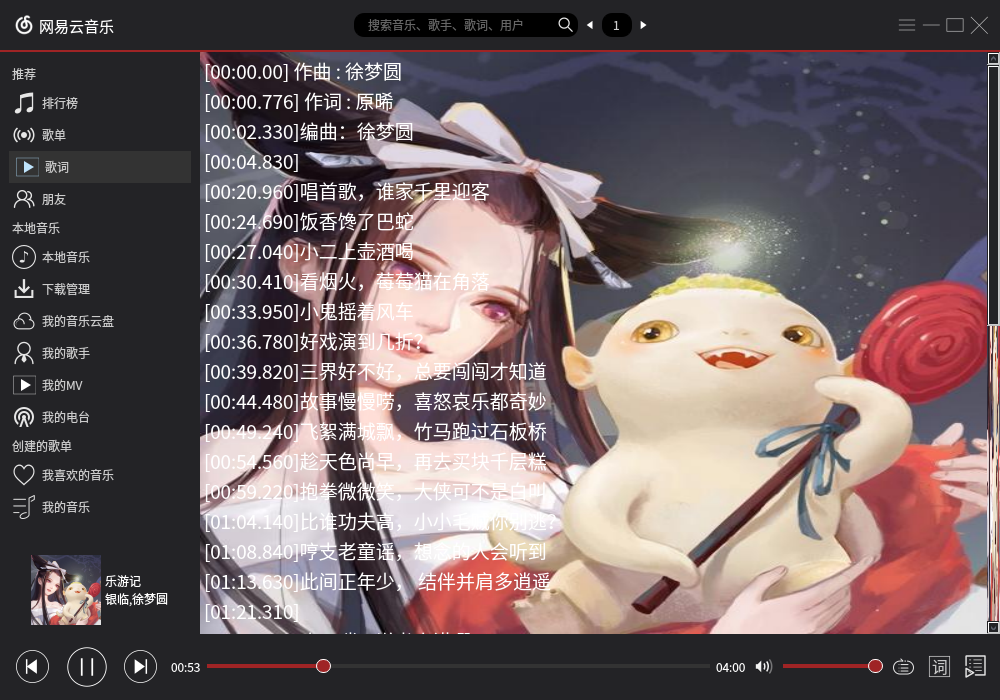 网易云音乐
搜索音乐、歌手、歌词、用户
1
推荐
排行榜
歌单
歌词
朋友
本地音乐
本地音乐
下载管理
我的音乐云盘
我的歌手
我的MV
我的电台
创建的歌单
我喜欢的音乐
我的音乐
[00:00.00] 作曲 : 徐梦圆
[00:00.776] 作词 : 原晞
[00:02.330]编曲：徐梦圆
[00:04.830]
[00:20.960]唱首歌，谁家千里迎客
[00:24.690]饭香馋了巴蛇
[00:27.040]小二上壶酒喝
[00:30.410]看烟火，莓莓猫在角落
[00:33.950]小鬼摇着风车
[00:36.780]好戏演到几折?
[00:39.820]三界好不好，总要闯闯才知道
[00:44.480]故事慢慢唠，喜怒哀乐都奇妙
[00:49.240]飞絮满城飘，竹马跑过石板桥
[00:54.560]趁天色尚早，再去买块千层糕
[00:59.220]抱拳微微笑，大侠可不是白叫
[01:04.140]比谁功夫高，小小毛贼你别逃?
[01:08.840]哼支老童谣，想念的人会听到
[01:13.630]此间正年少， 结伴并肩多逍遥
[01:21.310]
乐游记
银临,徐梦圆
00:53
04:00
词